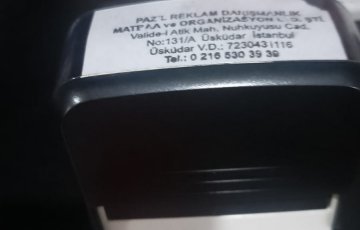 PAZ'L REKLAM DANIŞMANLIK
MATBAA ve ORGANİZASYON LTD. ŞTİ.
Valide-i Atik Mah. Nuhkuyusu Cad.
No:131/A Üsküdar İstanbul
Üsküdar V.D.: 7230431116
Tel.: 0 216 530 39 39